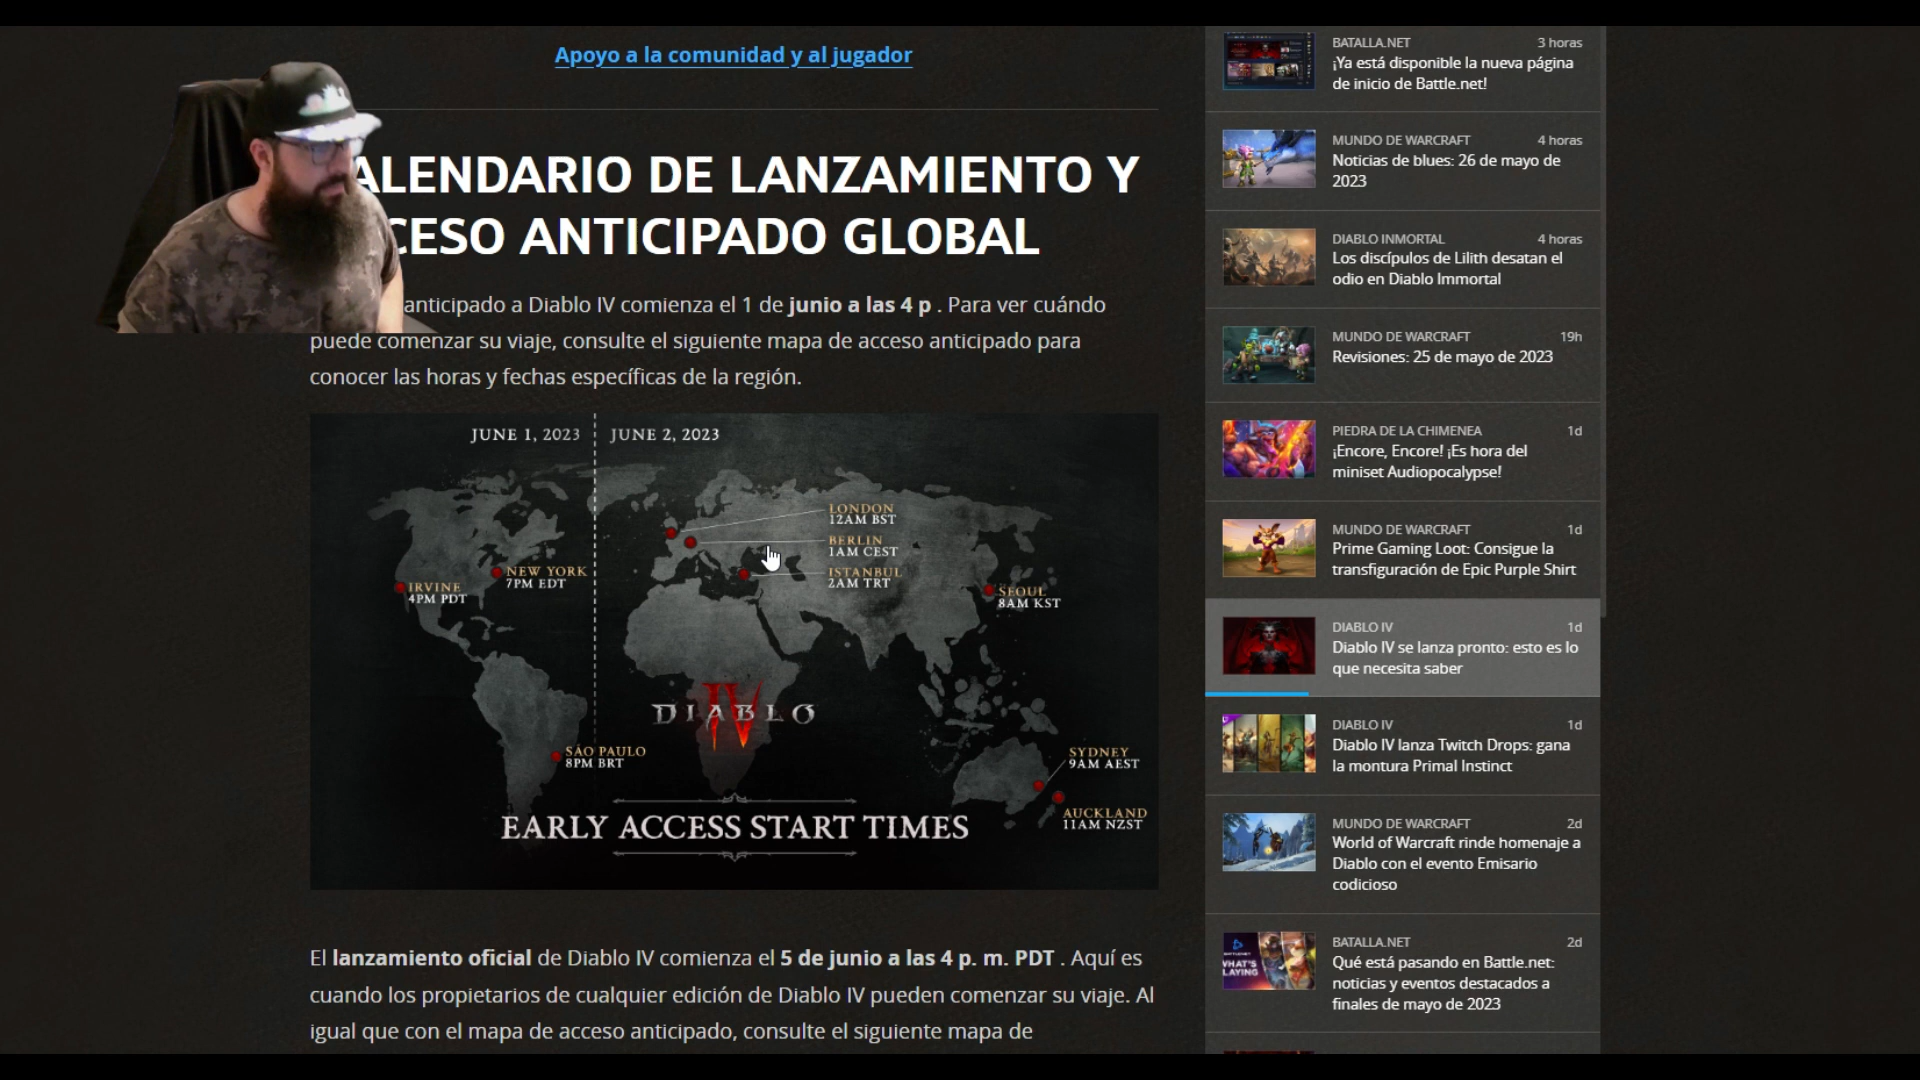 Apoyo a la comunidad y al jugador
ALENDARIO DE LANZAMIENTO Y
CESO ANTICIPADO GLOBAL
anticipado a Diablo IV comienza el 1 de junio a las 4 p . Para ver cuándo
puede comenzar su viaje, consulte el siguiente mapa de acceso anticipado para
conocer las horas y fechas específicas de la región.
JUNE 1, 2023
JUNE 2, 2023
LONDON
12AM BST
BERLIN
1AM CEST
ISTANBUL
2AM TRT
NEW YORK
7PM EDT
IRVINE
4PM PDT
SEOUL
8AM KST
DIABLO IV
SÃO PAULO
8PM BRT
SYDNEY
9AM AEST
AUCKLAND
11AM NZST
EARLY ACCESS START TIMES
El lanzamiento oficial de Diablo IV comienza el 5 de junio a las 4 p. m. PDT . Aquí es
cuando los propietarios de cualquier edición de Diablo IV pueden comenzar su viaje. Al
igual que con el mapa de acceso anticipado, consulte el siguiente mapa de
BATALLA.NET 3 horas
¡Ya está disponible la nueva página
de inicio de Battle.net!
MUNDO DE WARCRAFT 4 horas
Noticias de blues: 26 de mayo de
2023
DIABLO INMORTAL 4 horas
Los discípulos de Lilith desatan el
odio en Diablo Immortal
MUNDO DE WARCRAFT 19h
Revisiones: 25 de mayo de 2023
PIEDRA DE LA CHIMENEA 1d
¡Encore, Encore! ¡Es hora del
miniset Audiopocalypse!
MUNDO DE WARCRAFT 1d
Prime Gaming Loot: Consigue la
transfiguración de Epic Purple Shirt
DIABLO IV 1d
Diablo IV se lanza pronto: esto es lo
que necesita saber
DIABLO IV 1d
Diablo IV lanza Twitch Drops: gana
la montura Primal Instinct
MUNDO DE WARCRAFT 2d
World of Warcraft rinde homenaje a
Diablo con el evento Emisario
codicioso
WHAT'S
LAYING
BATALLA.NET 2d
Qué está pasando en Battle.net:
noticias y eventos destacados a
finales de mayo de 2023